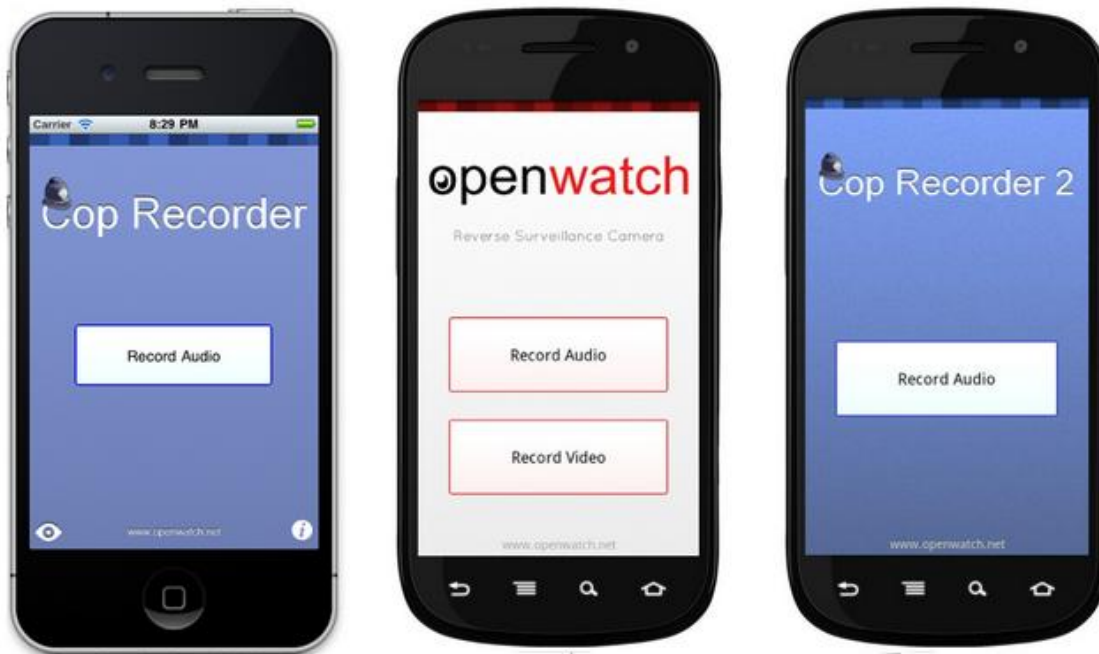 Carrier 8:29 PM
Cop Recorder
Record Audio
www.openwatch.net
openwatch
Reverse Surveillance Camera
Record Audio
Record Video
www.openwatch.net
Cop Recorder 2
Record Audio
www.openwatch.net